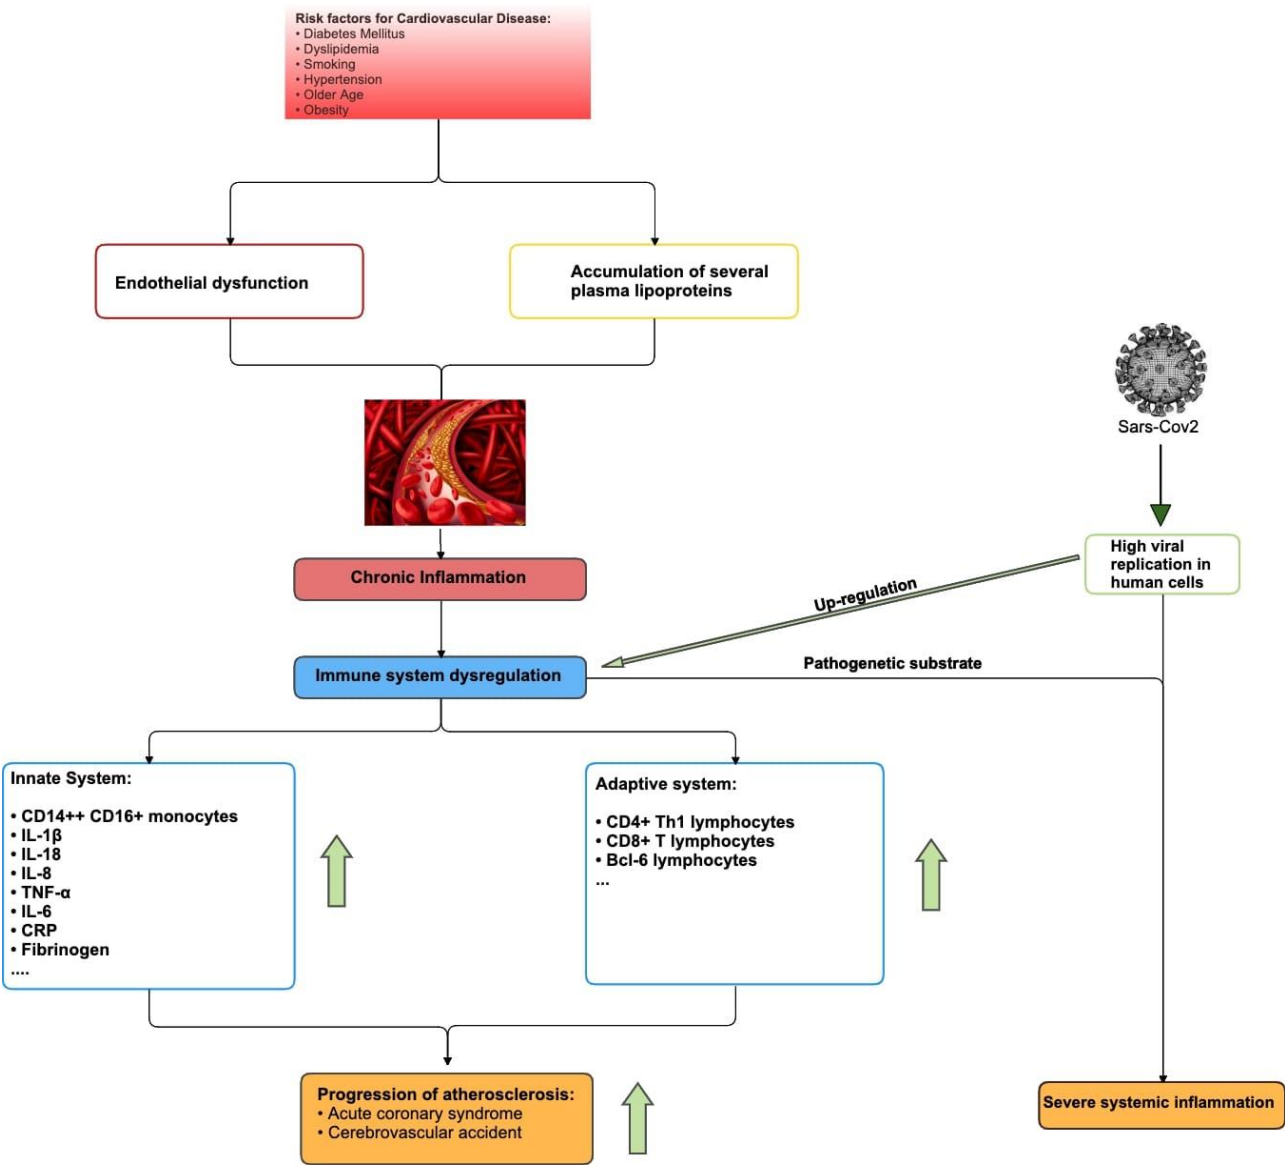 Risk factors for Cardiovascular Disease:
• Diabetes Mellitus
• Dyslipidemia
• Smoking
• Hypertension
• Older Age
• Obesity
Endothelial dysfunction
Accumulation of several
plasma lipoproteins
Sars-Cov2
High viral
replication in
human cells
Chronic Inflammation
Up-regulation
Immune system dysregulation
Pathogenetic substrate
Innate System:
• CD14++ CD16+ monocytes
• IL-1β
• IL-18
• IL-8
• TNF-α
• IL-6
• CRP
• Fibrinogen
....
Adaptive system:
• CD4+ Th1 lymphocytes
• CD8+ T lymphocytes
• Bcl-6 lymphocytes
...
Progression of atherosclerosis:
• Acute coronary syndrome
• Cerebrovascular accident
Severe systemic inflammation